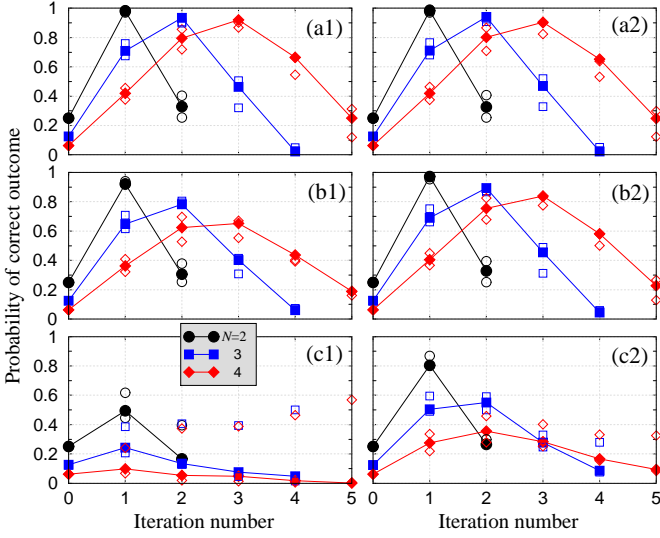 Probability of correct outcome
1
0.8
0.6
0.4
0.2
0
(a1)
(a2)
1
0.8
0.6
0.4
0.2
0
(b1)
(b2)
1
0.8
0.6
0.4
0.2
0
N=2
3
4
(c1)
(c2)
0 1 2 3 4 5
0 1 2 3 4 5
Iteration number
Iteration number